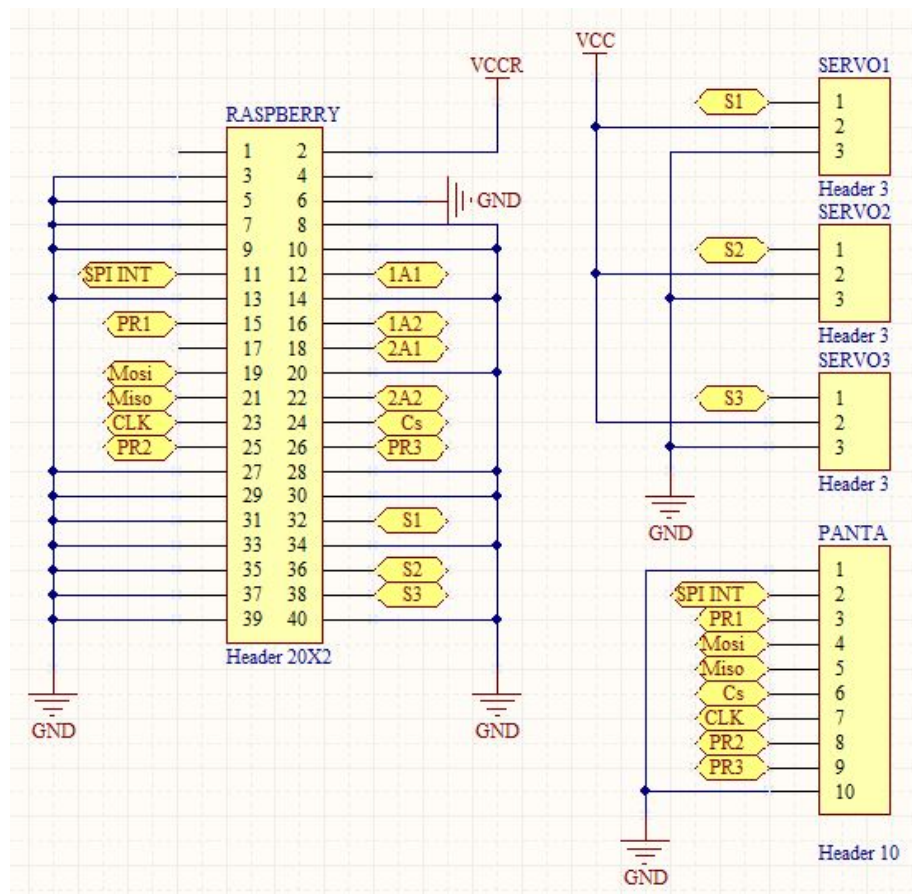 VCCR
RASPBERRY
1 2
3 4
5 6 GND
7 8
9 10
SPI INT 11 12 1A1
13 14
PR1 15 16 1A2
17 18 2A1
Mosi 19 20
Miso 21 22 2A2
CLK 23 24 Cs
PR2 25 26 PR3
27 28
29 30
31 32 S1
33 34
35 36 S2
37 38 S3
39 40
Header 20X2
GND GND
VCC
SERVO1
S1 1
2
3
Header 3
SERVO2
S2 1
2
3
Header 3
SERVO3
S3 1
2
3
Header 3
GND
PANTA
1
SPI INT 2
PR1 3
Mosi 4
Miso 5
Cs 6
CLK 7
PR2 8
PR3 9
10
Header 10
GND